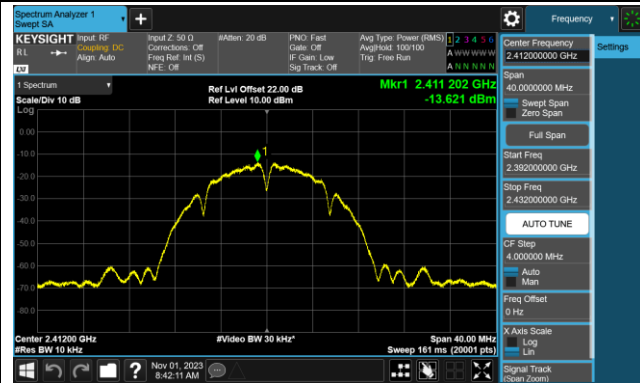 Spectrum Analyzer 1
Swept SA
Frequency
KEYSIGHT
R L
LXI
Input: RF
Coupling: DC
Align: Auto
Input Z: 50 Ω
Corrections: Off
Freq Ref: Int (S)
NFE: Off
#Atten: 20 dB
PNO: Fast
Gate: Off
IF Gain: Low
Sig Track: Off
Avg Type: Power (RMS)
Avg|Hold: 100/100
Trig: Free Run
1 2 3 4 5 6
A W W W W W
A N N N N N
1 Spectrum
Scale/Div 10 dB
Log
Ref Lvl Offset 22.00 dB
Ref Level 10.00 dBm
Mkr1 2.411 202 GHz
-13.621 dBm
1
0.00
-10.0
-20.0
-30.0
-40.0
-50.0
-60.0
-70.0
-80.0
Center 2.41200 GHz
#Res BW 10 kHz
#Video BW 30 kHz*
Span 40.00 MHz
Sweep 161 ms (20001 pts)
Nov 01, 2023
8:42:11 AM
?
Center Frequency
2.412000000 GHz
Span
40.0000000 MHz
Swept Span
Zero Span
Full Span
Start Freq
2.392000000 GHz
Stop Freq
2.432000000 GHz
AUTO TUNE
CF Step
4.000000 MHz
Auto
Man
Freq Offset
0 Hz
X Axis Scale
Log
Lin
Signal Track
(Span Zoom)
Settings